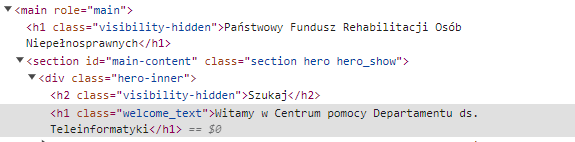 ▼<main role="main">
<h1 class="visibility-hidden">Państwowy Fundusz Rehabilitacji Osób
Niepełnosprawnych</h1>
▼<section id="main-content" class="section hero hero_show">
▼<div class="hero-inner">
<h2 class="visibility-hidden">Szukaj</h2>
<h1 class="welcome_text">Witamy w Centrum pomocy Departamentu ds.
Teleinformatyki</h1> == $0